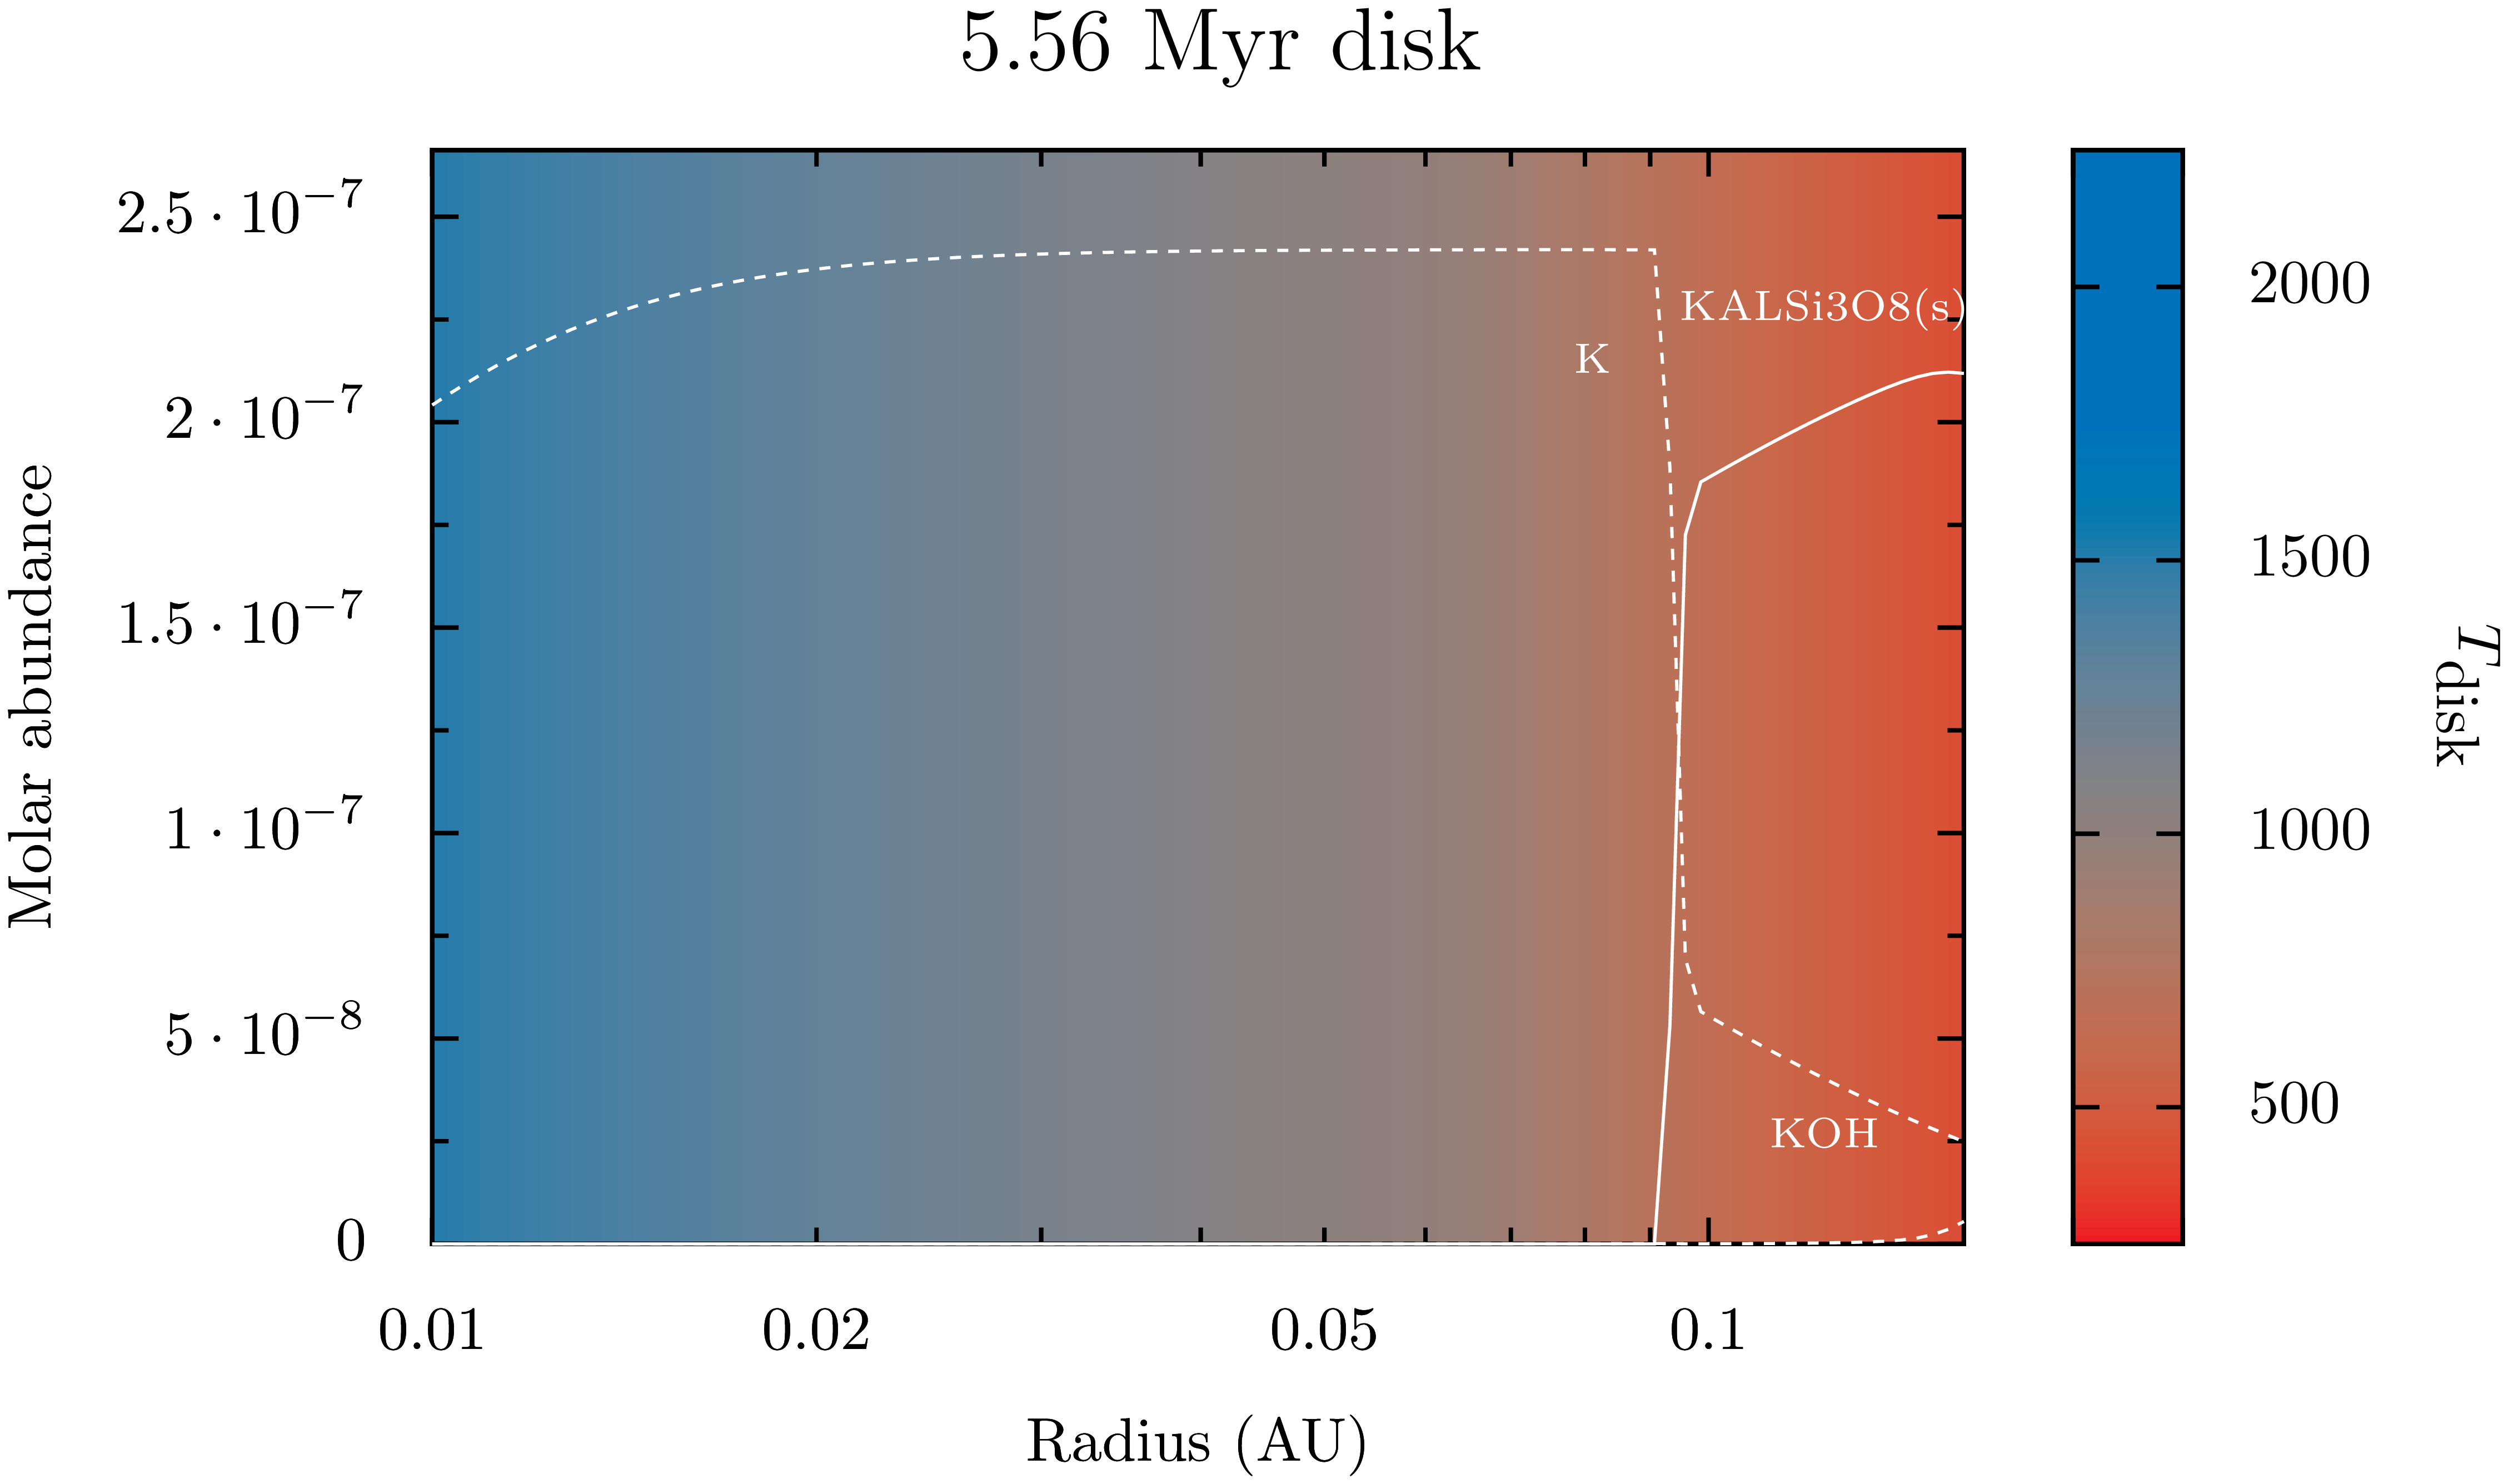 5.56 Myr disk
2.5 · 10⁻⁷
2 · 10⁻⁷
1.5 · 10⁻⁷
1 · 10⁻⁷
5 · 10⁻⁸
0
Molar abundance
KALSi3O8(s)
K
KOH
0.01
0.02
0.05
0.1
Radius (AU)
2000
1500
1000
500
T_disk